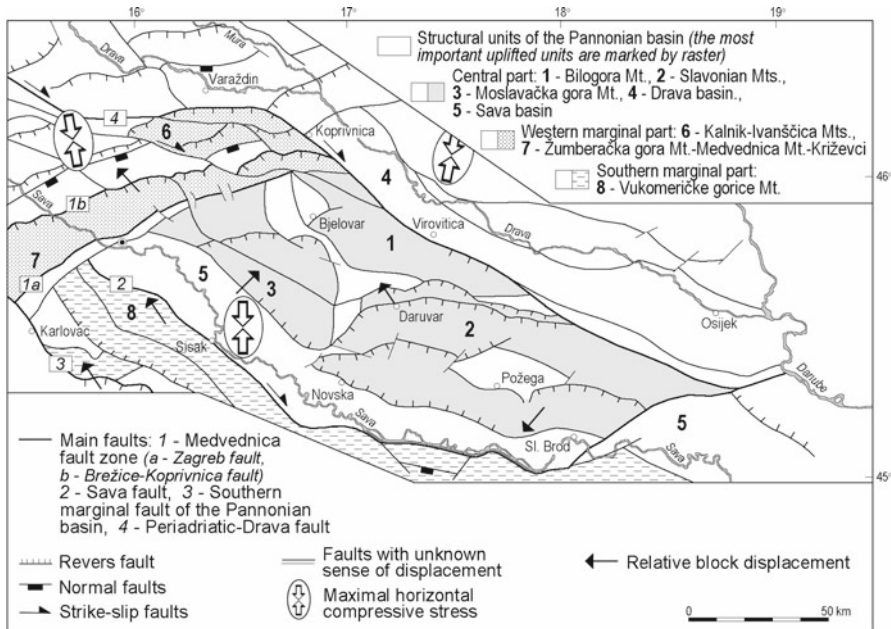 16°
17°
18°
19°
Structural units of the Pannonian basin (the most
important uplifted units are marked by raster)
Central part: 1 - Bilogora Mt., 2 - Slavonian Mts.,
3 - Moslavačka gora Mt., 4 - Drava basin.,
5 - Sava basin
Western marginal part: 6 - Kalnik-Ivanščica Mts.,
7 - Žumberačka gora Mt.-Medvednica Mt.-Križevci
Southern marginal part:
8 - Vukomeričke gorice Mt.
Drava
Mura
Varaždin
4
6
Koprivnica
4
46°
Sava
1b
Bjelovar
Virovitica
Drava
1
7
5
1a
2
3
8
Daruvar
2
Osijek
Karlovac
Sisak
3
Požega
Danube
Novska
Sava
5
Sl. Brod
Sava
45°
Main faults: 1 - Medvednica
fault zone (a - Zagreb fault,
b - Brežice-Koprivnica fault)
2 - Sava fault, 3 - Southern
marginal fault of the Pannonian
basin, 4 - Periadriatic-Drava fault
Revers fault
Normal faults
Strike-slip faults
Faults with unknown
sense of displacement
Maximal horizontal
compressive stress
Relative block displacement
0
50 km